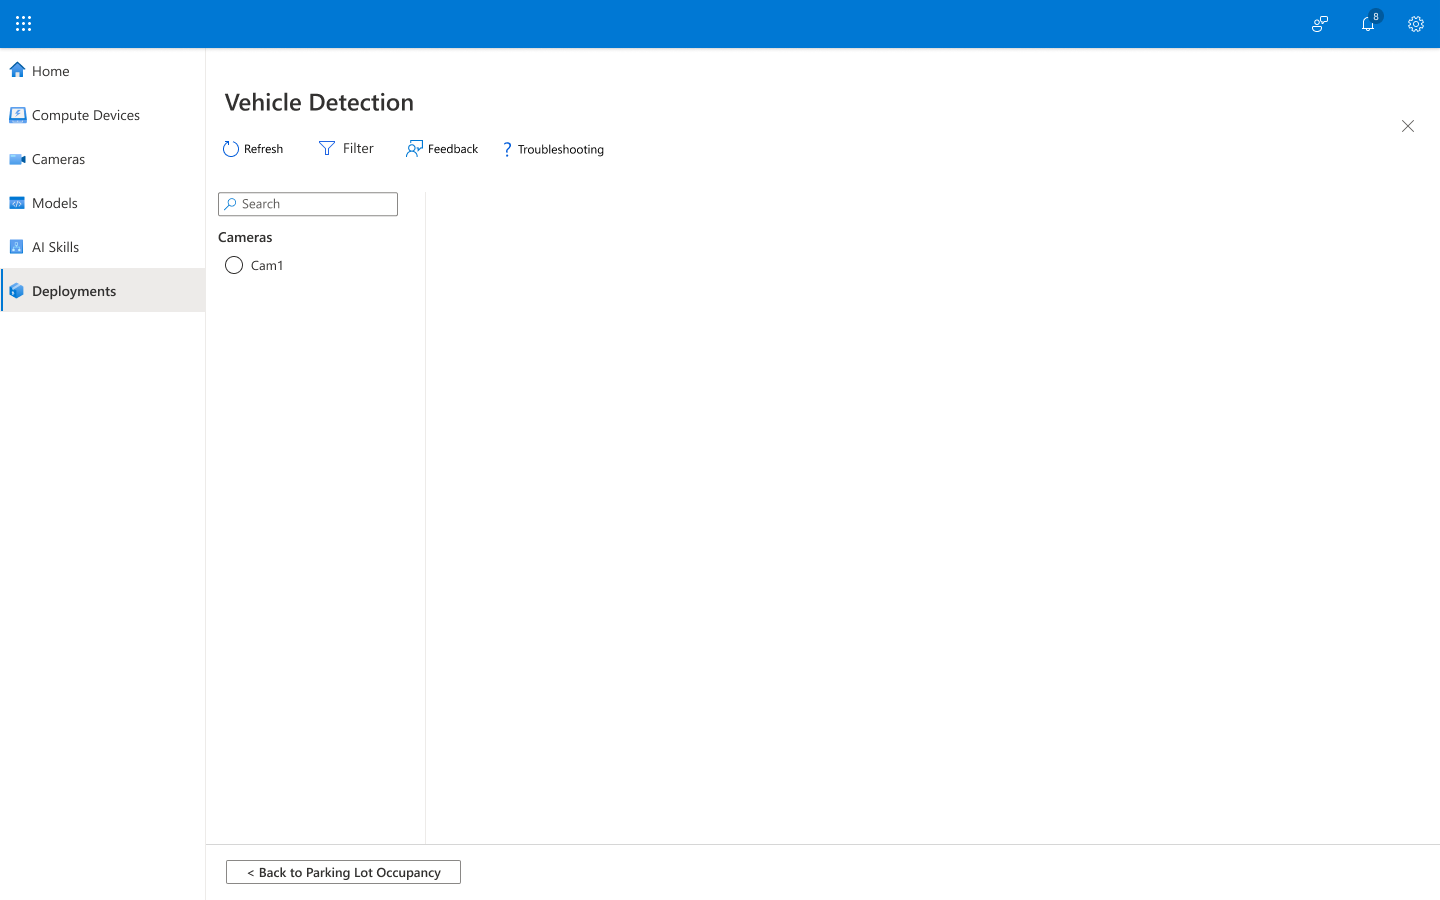 8
Home
Compute Devices
Cameras
Models
AI Skills
Deployments
Vehicle Detection
Refresh
Filter
Feedback
? Troubleshooting
Search
Cameras
Cam1
< Back to Parking Lot Occupancy